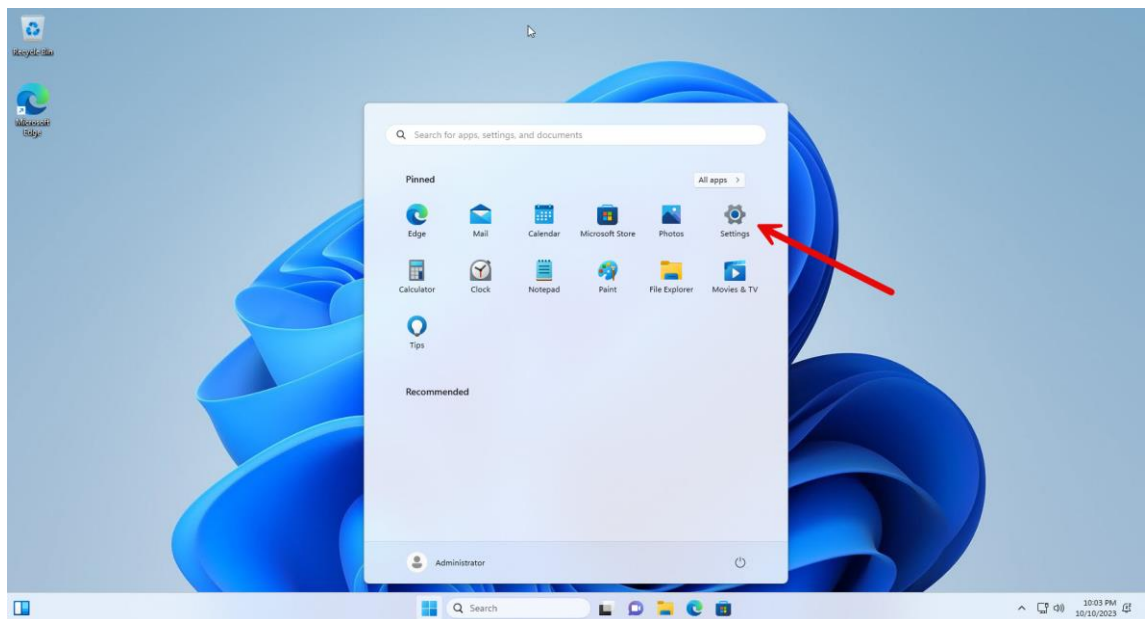 Recycle Bin
Microsoft
Edge
Search for apps, settings, and documents
Pinned
All apps >
Edge
Mail
Calendar
Microsoft Store
Photos
Settings
Calculator
Clock
Notepad
Paint
File Explorer
Movies & TV
Tips
Recommended
Administrator
Search
10:03 PM
10/10/2023